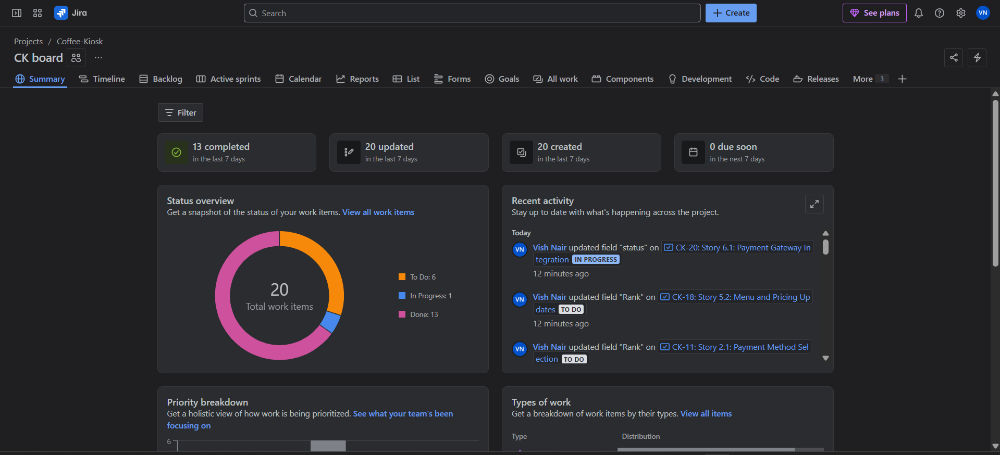 Jira
Search
Create
See plans
VN
Projects / Coffee-Kiosk
CK board
Summary
Timeline
Backlog
Active sprints
Calendar
Reports
List
Forms
Goals
All work
Components
Development
Code
Releases
More 3
Filter
13 completed
in the last 7 days
20 updated
in the last 7 days
20 created
in the last 7 days
0 due soon
in the next 7 days
Status overview
Get a snapshot of the status of your work items. View all work items
20
Total work items
To Do: 6
In Progress: 1
Done: 13
Recent activity
Stay up to date with what's happening across the project.
Today
VN
Vish Nair updated field "status" on CK-20: Story 6.1: Payment Gateway In
tegration IN PROGRESS
12 minutes ago
VN
Vish Nair updated field "Rank" on CK-18: Story 5.2: Menu and Pricing Up
dates TO DO
12 minutes ago
VN
Vish Nair updated field "Rank" on CK-11: Story 2.1: Payment Method Sel
ection TO DO
Priority breakdown
Get a holistic view of how work is being prioritized. See what your team's been
focusing on
6
Types of work
Get a breakdown of work items by their types. View all items
Type
Distribution